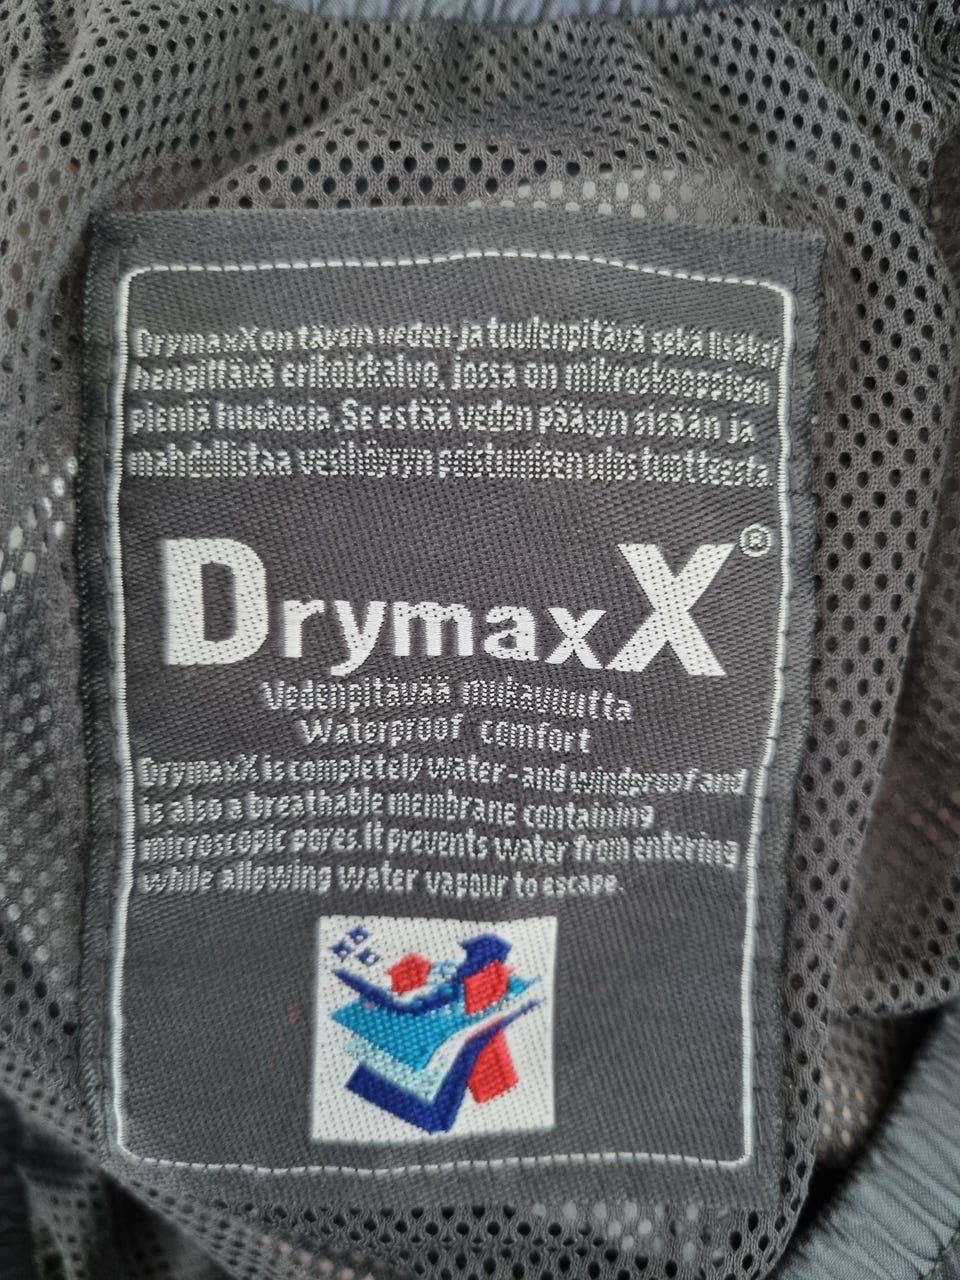 DrymaxX on täysin veden- ja tuulenpitävä sekä lisäksi
hengittävä erikoiskalvo, jossa on mikroskooppisen
pieniä huokosia. Se estää veden pääsyn sisään ja
mahdollistaa vesihöyryn poistumisen ulos tuotteesta.
DrymaxX®
Vedenpitävää mukavuutta
Waterproof comfort
DrymaxX is completely water- and windproof and
is also a breathable membrane containing
microscopic pores. It prevents water from entering
while allowing water vapour to escape.